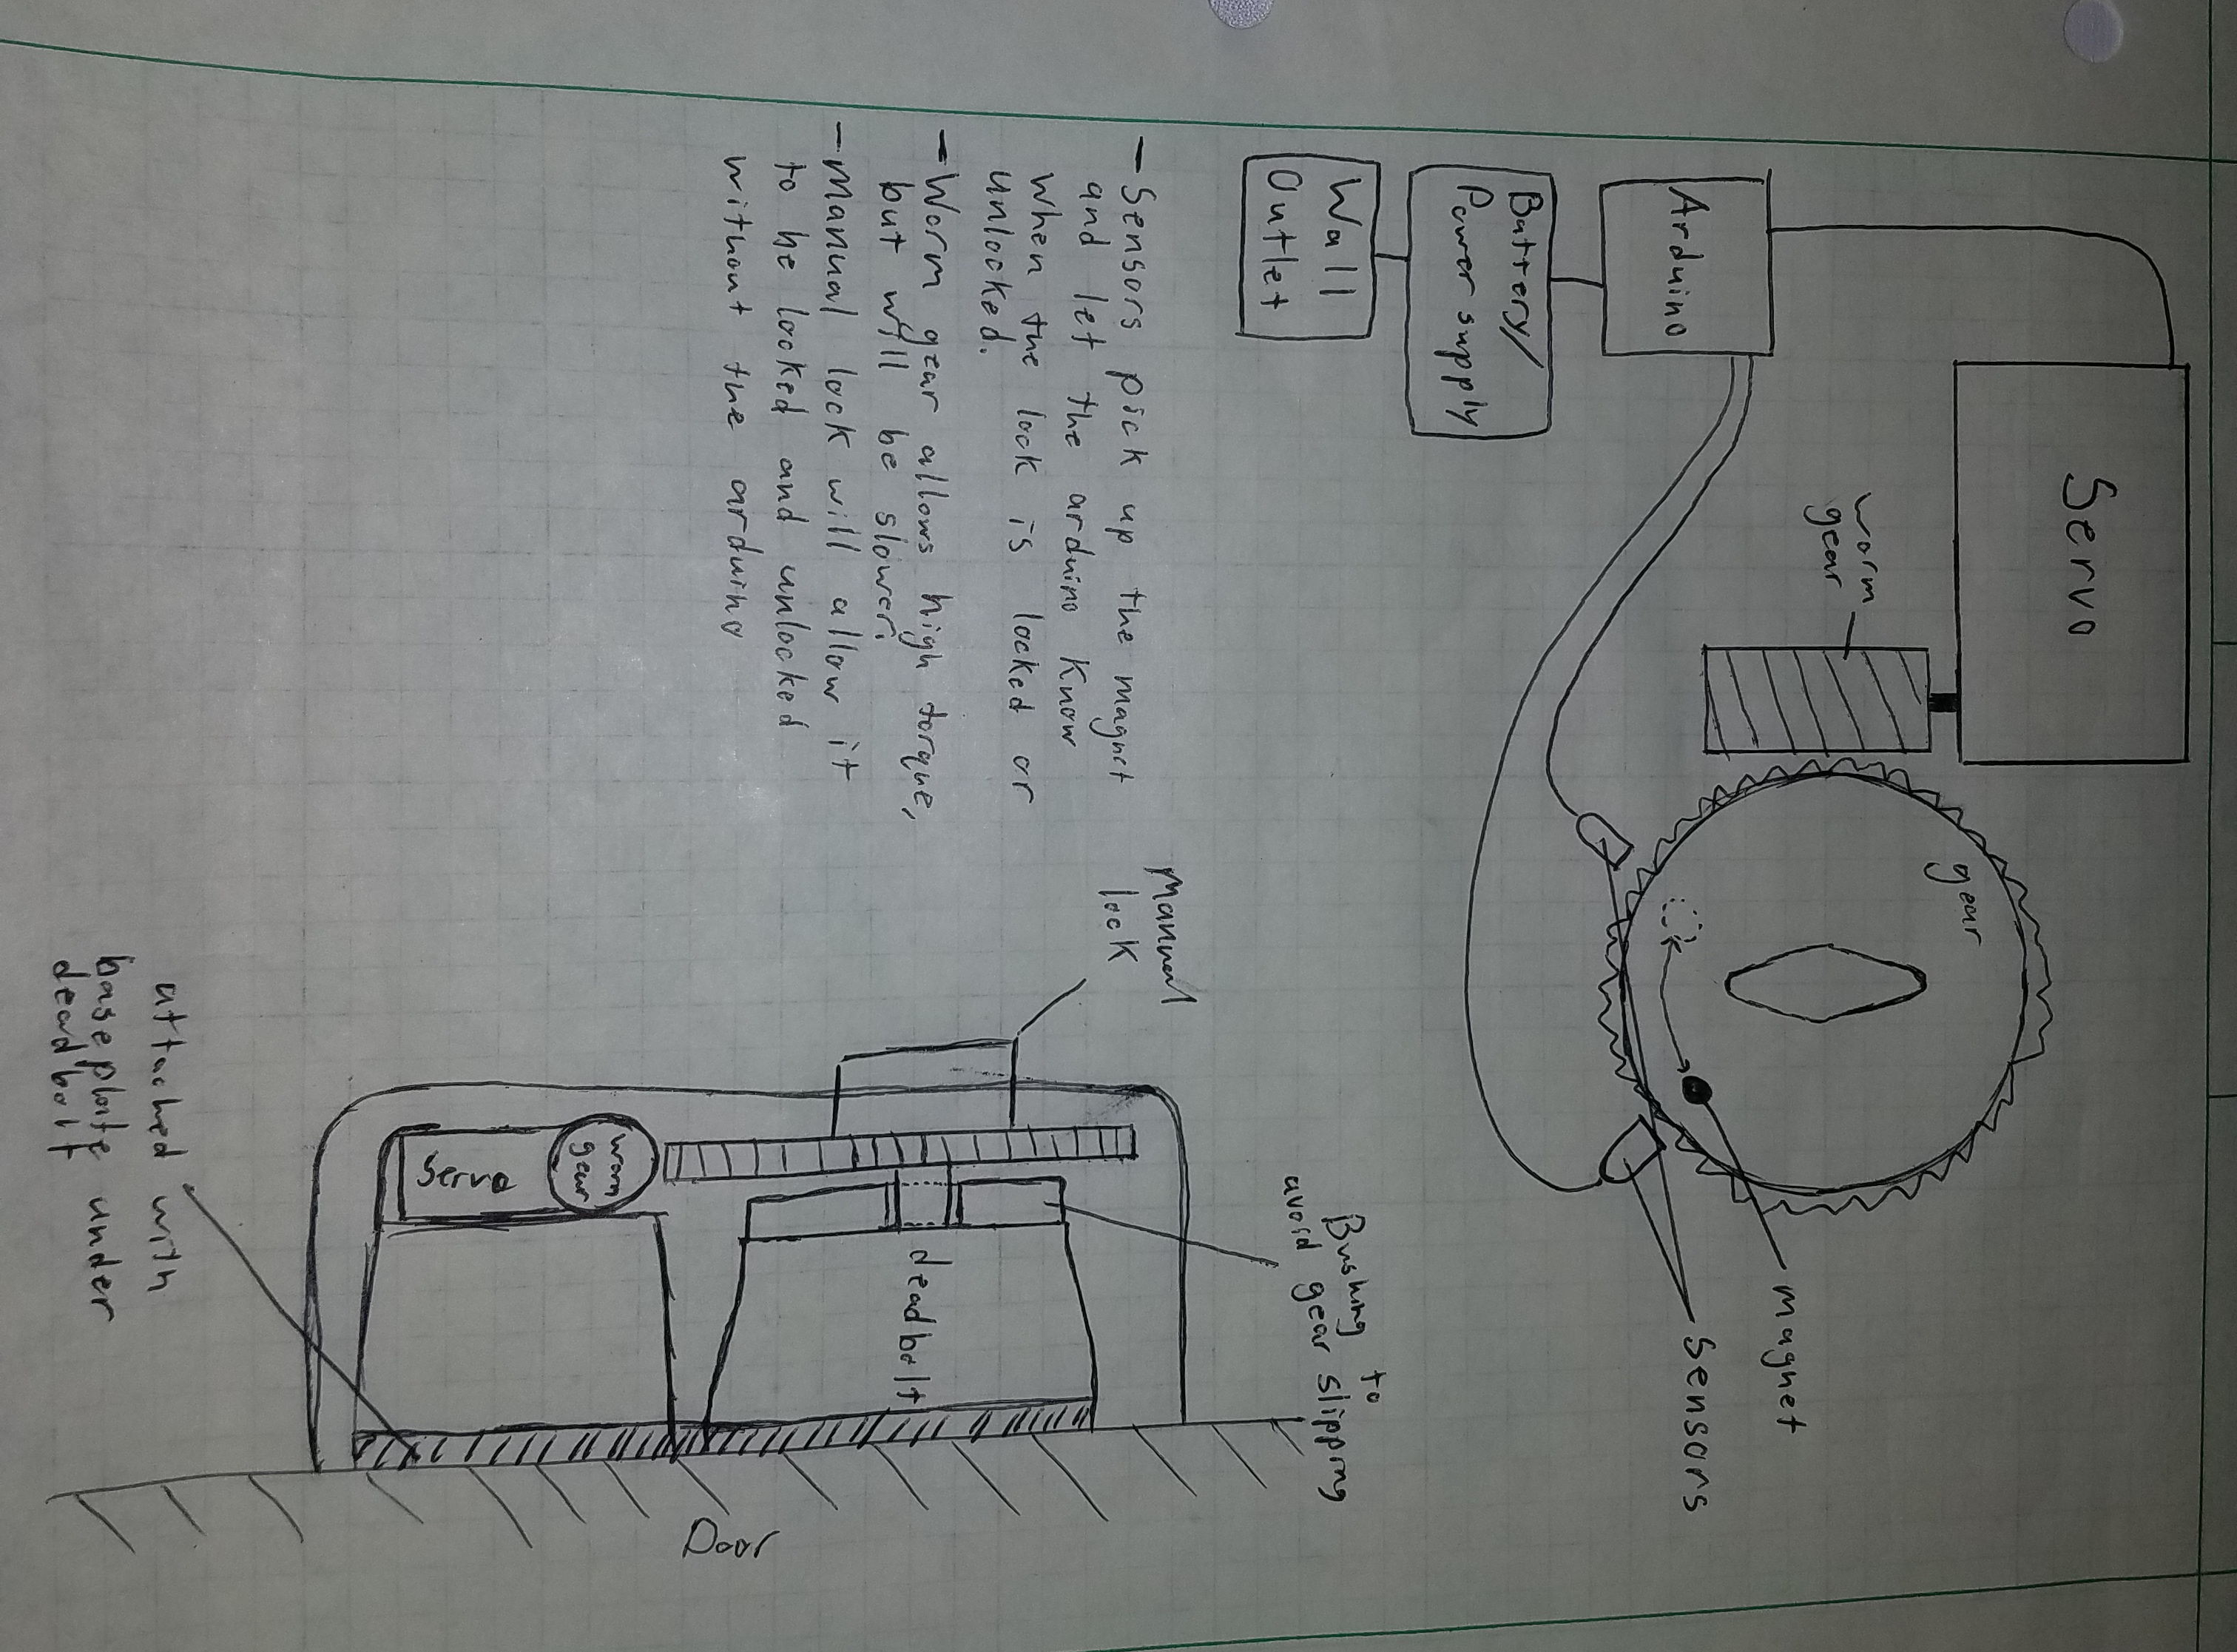 Servo
worm
gear
gear
Arduino
Battery/
Power supply
Wall
Outlet
magnet
Sensors
– Sensors pick up the magnet
and let the arduino know
when the lock is locked or
unlocked.
– Worm gear allows high torque,
but will be slower.
– Manual lock will allow it
to be locked and unlocked
without the arduino
Manual
lock
Bushing to
avoid gear slipping
Servo
worm
gear
deadbolt
attached with
baseplate under
deadbolt
Door